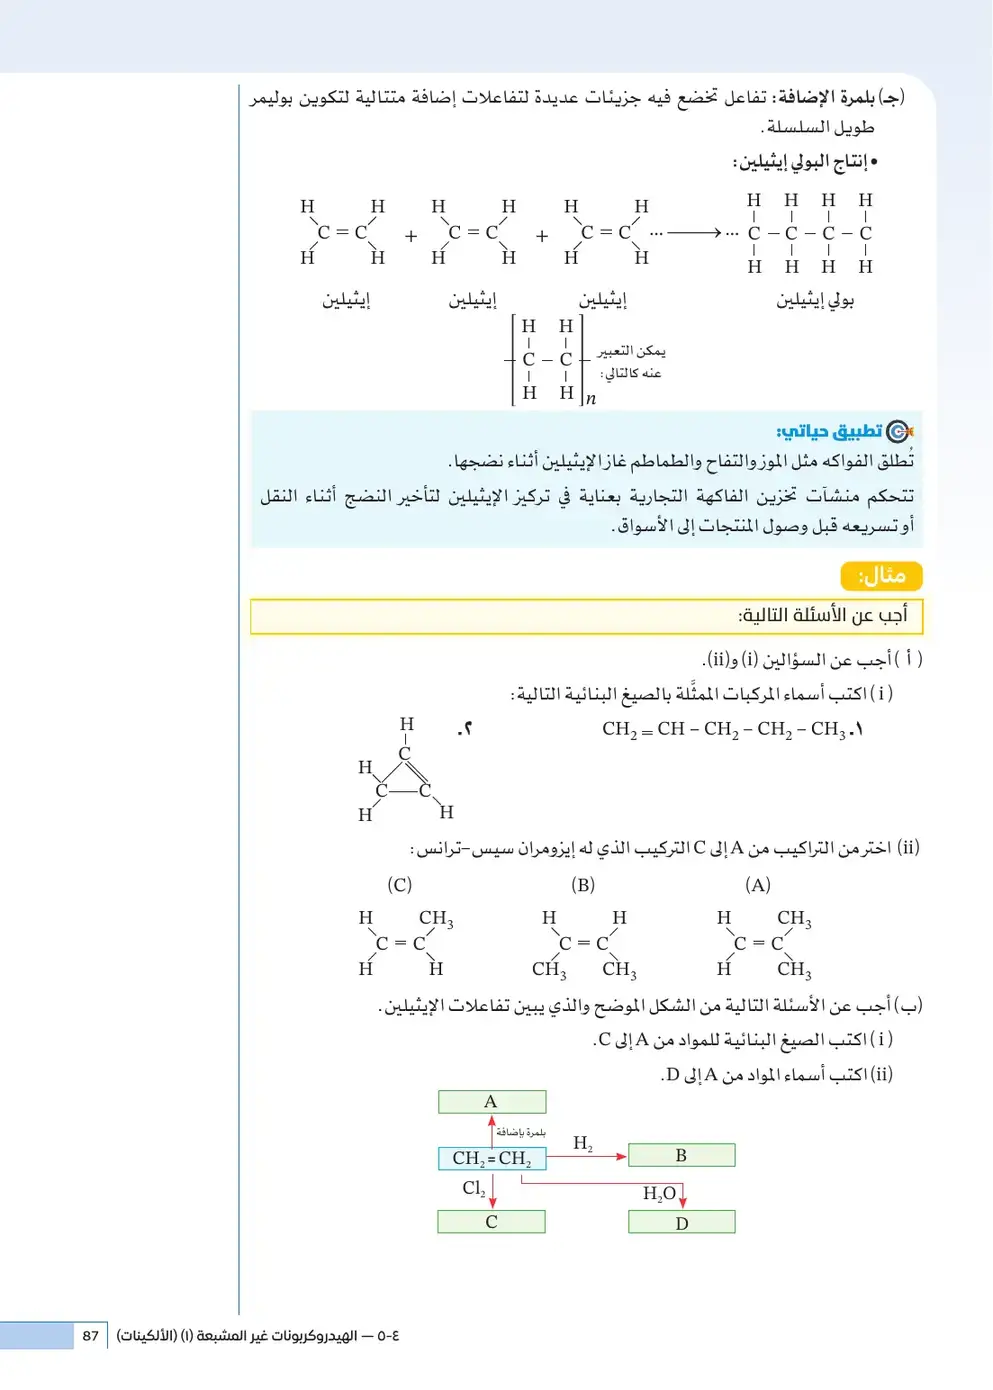 (جـ) بلمرة الإضافة: تفاعل تخضع فيه جزيئات عديدة لتفاعلات إضافة متتالية لتكوين بوليمر
طويل السلسلة.
• إنتاج البولي إيثيلين:
H H H H H H H H H H
C = C + C = C + C = C ... ⟶ ... C – C – C – C
H H H H H H H H H H
إيثيلين إيثيلين إيثيلين بولي إيثيلين
H H
يمكن التعبير
C – C
عنه كالتالي:
H H n
تطبيق حياتي:
تُطلق الفواكه مثل الموز والتفاح والطماطم غاز الإيثيلين أثناء نضجها.
تتحكم منشآت تخزين الفاكهة التجارية بعناية في تركيز الإيثيلين لتأخير النضج أثناء النقل
أو تسريعه قبل وصول المنتجات إلى الأسواق.
مثال:
أجب عن الأسئلة التالية:
( أ ) أجب عن السؤالين (i) و(ii).
( i ) اكتب أسماء المركبات الممثَّلة بالصيغ البنائية التالية:
١. CH₂ = CH – CH₂ – CH₂ – CH₃
٢.
H
C
H
C C
H H
(ii) اختر من التراكيب من A إلى C التركيب الذي له إيزومران سيس–ترانس:
(C) (B) (A)
H CH₃ H H H CH₃
C = C C = C C = C
H H CH₃ CH₃ H CH₃
(ب) أجب عن الأسئلة التالية من الشكل الموضح والذي يبين تفاعلات الإيثيلين.
( i ) اكتب الصيغ البنائية للمواد من A إلى C.
(ii) اكتب أسماء المواد من A إلى D.
A
بلمرة بإضافة
H₂
CH₂ = CH₂ B
Cl₂ H₂O
C D
٤-٥ — الهيدروكربونات غير المشبعة (١) (الألكينات) 87